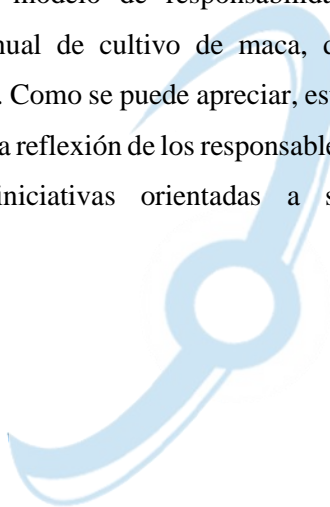 modelo de responsabilida
nual de cultivo de maca,
. Como se puede apreciar, es
a reflexión de los responsable
iniciativas orientadas a s